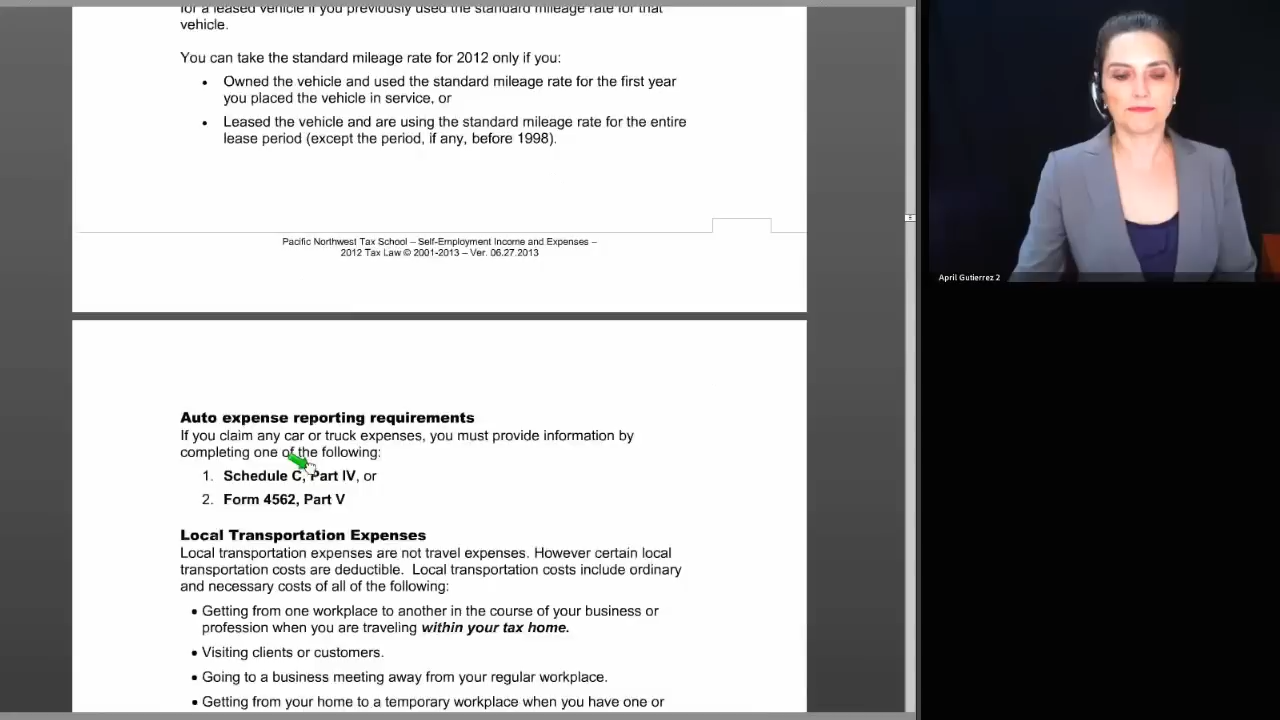 for a leased vehicle if you previously used the standard mileage rate for that
vehicle.
You can take the standard mileage rate for 2012 only if you:
• Owned the vehicle and used the standard mileage rate for the first year
you placed the vehicle in service, or
• Leased the vehicle and are using the standard mileage rate for the entire
lease period (except the period, if any, before 1998).
Pacific Northwest Tax School – Self-Employment Income and Expenses –
2012 Tax Law © 2001-2013 – Ver. 06.27.2013
Auto expense reporting requirements
If you claim any car or truck expenses, you must provide information by
completing one of the following:
1. Schedule C, Part IV, or
2. Form 4562, Part V
Local Transportation Expenses
Local transportation expenses are not travel expenses. However certain local
transportation costs are deductible. Local transportation costs include ordinary
and necessary costs of all of the following:
• Getting from one workplace to another in the course of your business or
profession when you are traveling within your tax home.
• Visiting clients or customers.
• Going to a business meeting away from your regular workplace.
• Getting from your home to a temporary workplace when you have one or
April Gutierrez 2